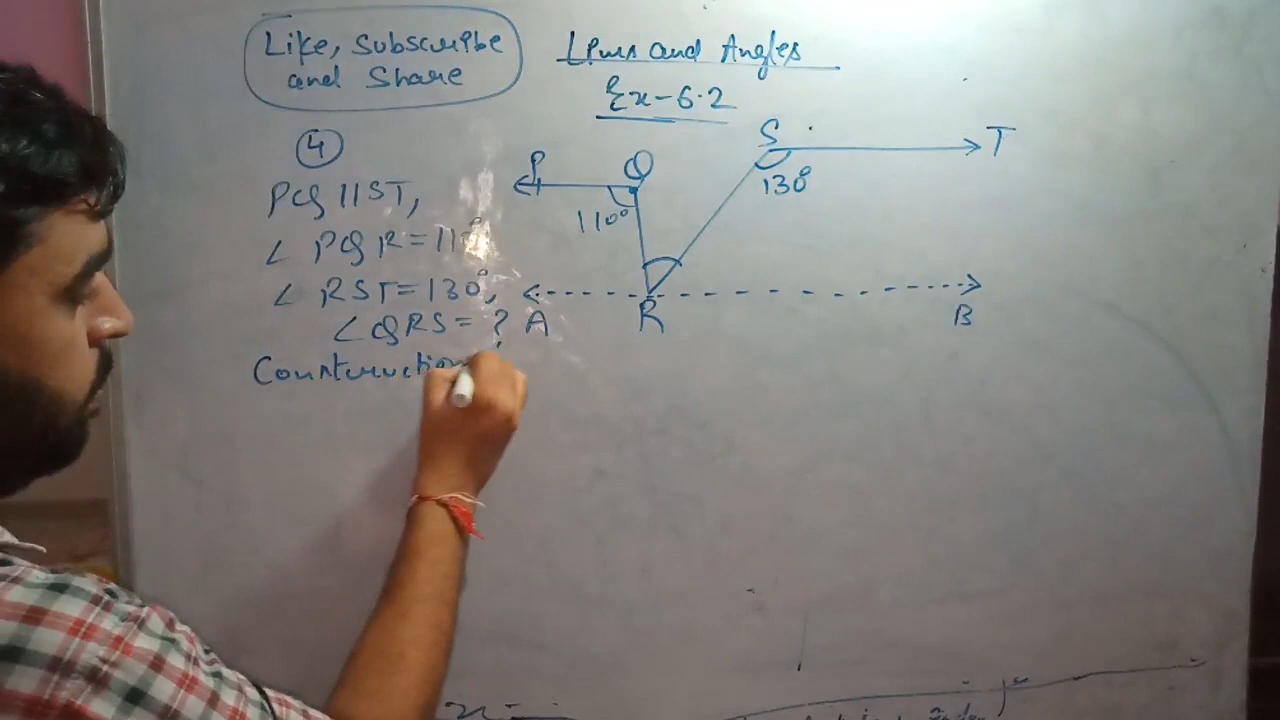 Like, Subscribe
and Share
Lines and Angles
Ex-6.2
4
PQ || ST,
∠ PQR = 110°
∠ RST = 130°,
∠ QRS = ?
Counstruction
P
Q
110°
S
T
130°
A
R
B